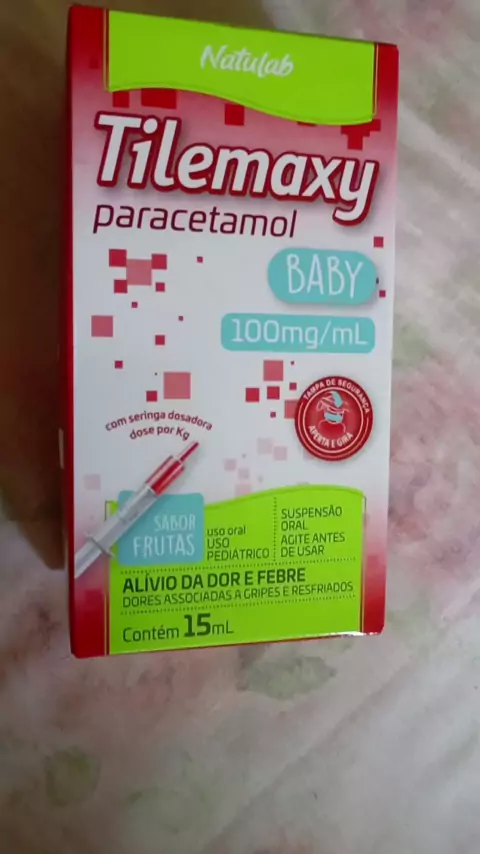 Natulab
Tilemaxy
paracetamol
BABY
100mg/mL
TAMPA DE SEGURANÇA
APERTA E GIRA
com seringa dosadora
dose por Kg
SABOR
FRUTAS
uso oral
USO
PEDIÁTRICO
SUSPENSÃO
ORAL
AGITE ANTES
DE USAR
ALÍVIO DA DOR E FEBRE
DORES ASSOCIADAS A GRIPES E RESFRIADOS
Contém 15mL